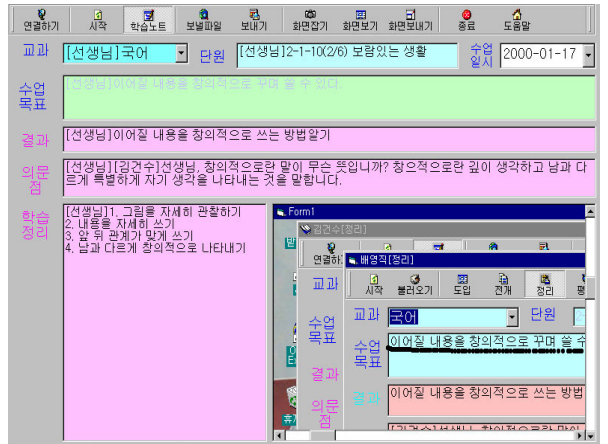 연결하기 시작 학습노트 보낼파일 보내기 화면잡기 화면보기 화면보내기 종료 도움말
교과 [선생님]국어 단원 [선생님]2-1-10(2/6) 보람있는 생활 수업일시 2000-01-17
수업목표 [선생님]이어질 내용을 창의적으로 꾸며 쓸 수 있다.
결과 [선생님]이어질 내용을 창의적으로 쓰는 방법알기
의문점 [선생님][김건수]선생님, 창의적으로란 말이 무슨 뜻입니까? 창으적으로란 깊이 생각하고 남과 다
르게 특별하게 자기 생각을 나타내는 것을 말합니다.
학습정리 [선생님]1. 그림을 자세히 관찰하기
2. 내용을 자세히 쓰기
3. 앞 뒤 관계가 맞게 쓰기
4. 남과 다르게 창의적으로 나타내기
Form1
김건수[정리]
연결하
교과
수업목표
결과
의문점
배영직[정리]
시작 불러오기 도입 전개 정리
교과 국어 단원
수업목표 이어질 내용을 창의적으로 꾸며 쓸 수
결과 이어질 내용을 창의적으로 쓰는 방법